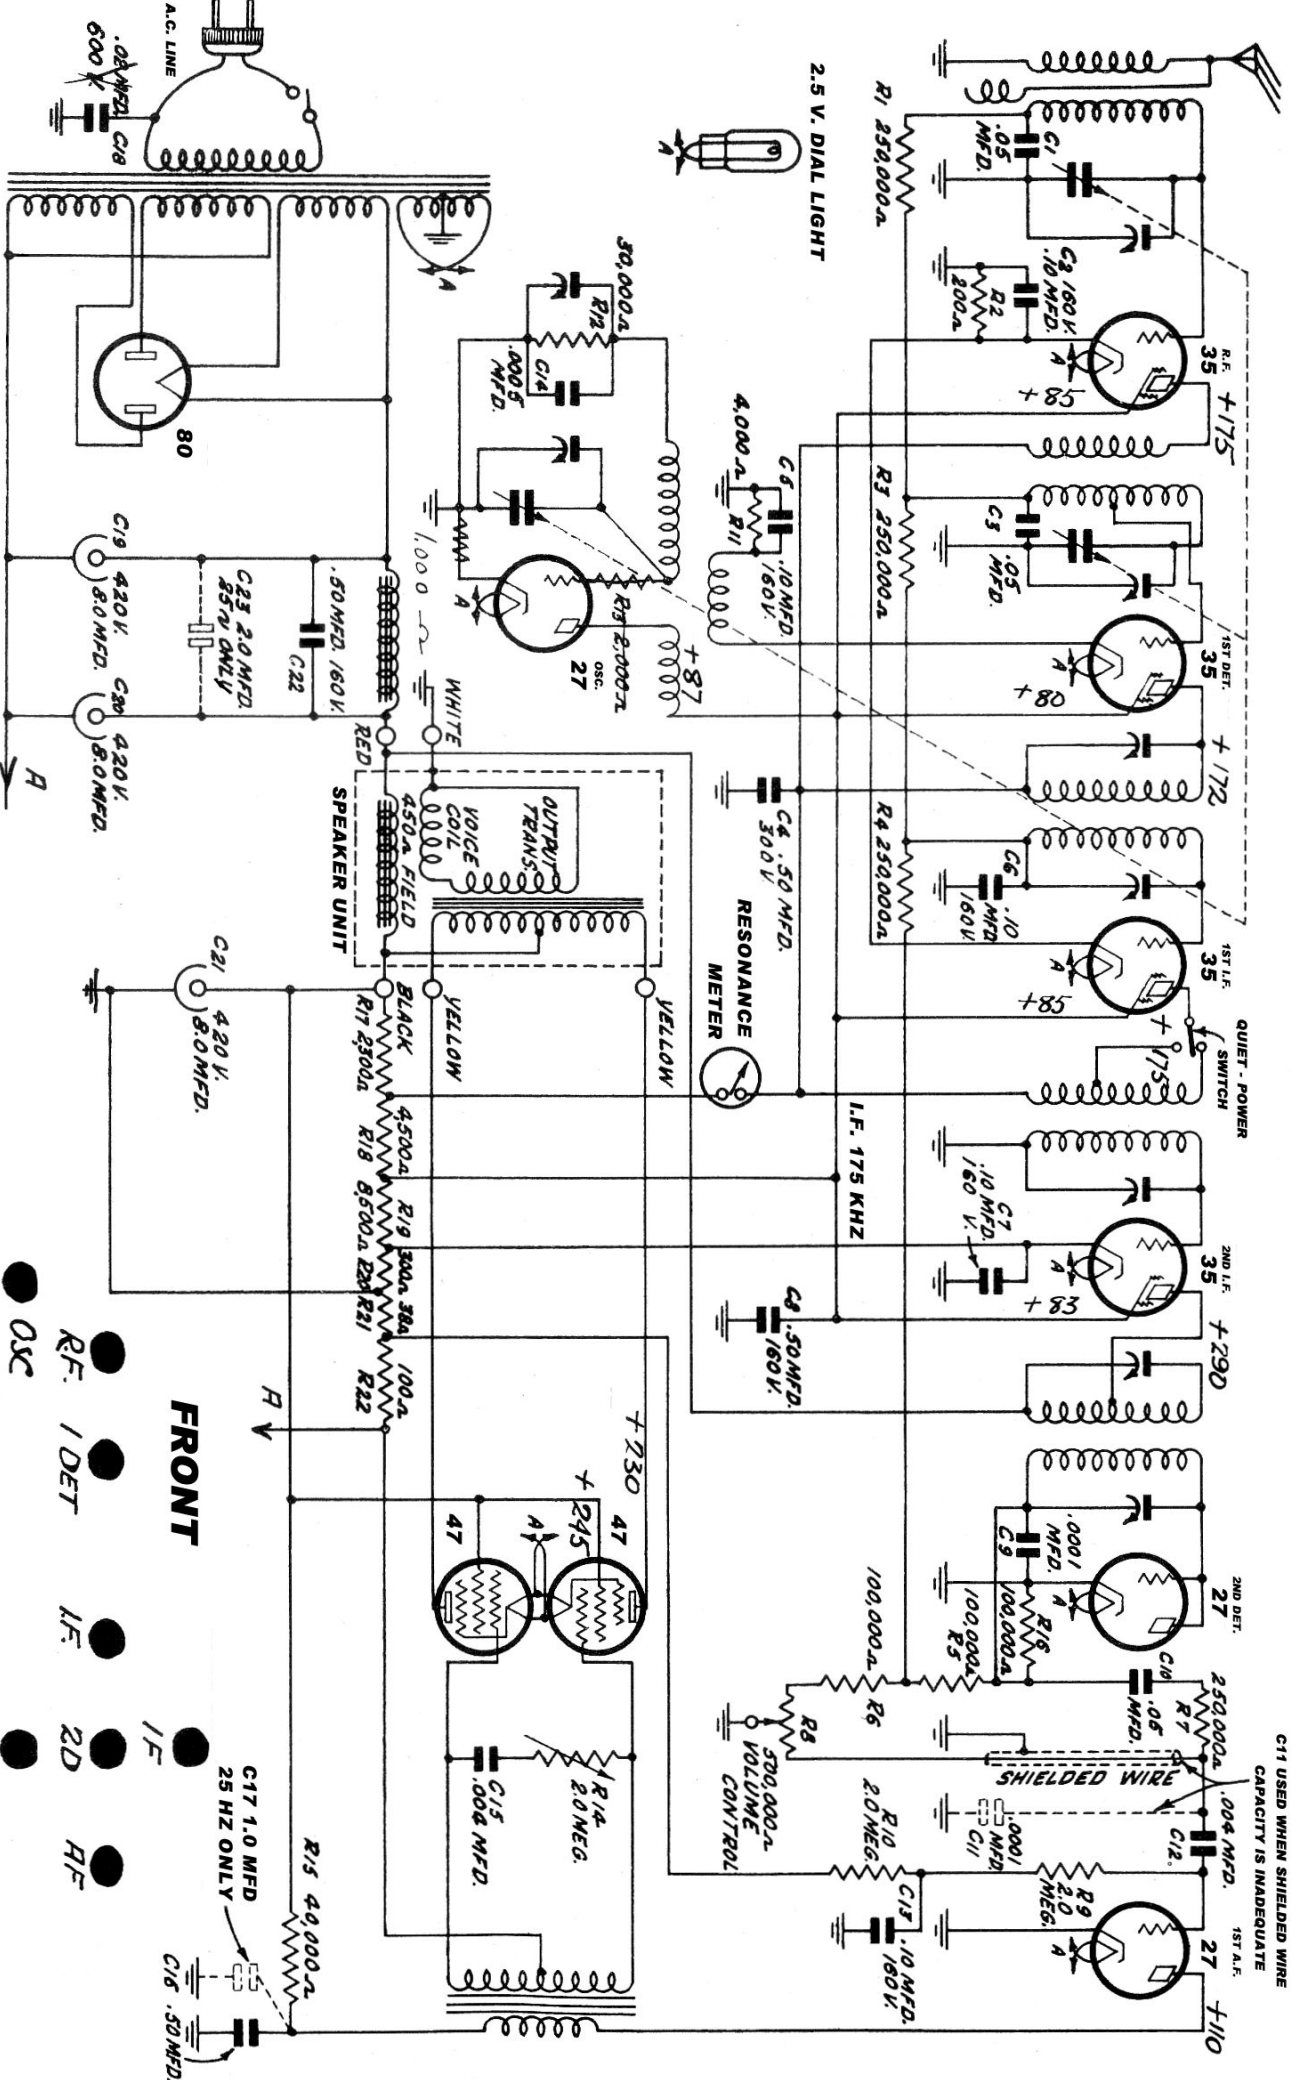 A.C. LINE
.02 MFD. C18
600 V.
2.5 V. DIAL LIGHT
A
R1 250,000Ω
C1
.05
MFD.
C2 160V.
.10 MFD.
R2
200Ω
R.F.
35
A
+85
+175
R3 250,000Ω
C3
.05
MFD.
1ST DET.
35
A
+80
+172
R4 250,000Ω
C6
.10
MFD
160V.
1ST I.F.
35
A
+85
+175
QUIET - POWER
SWITCH
I.F. 175 KHZ
C7
.10 MFD.
160 V.
2ND I.F.
35
A
+83
+290
C8 .50 MFD.
160V.
.0001
MFD.
C9
2ND DET.
27
A
R16
100,000Ω
100,000Ω
R5
100,000Ω
R6
C10
.06
MFD.
250,000Ω
R7
R8
500,000Ω
VOLUME
CONTROL
SHIELDED WIRE
C11 USED WHEN SHIELDED WIRE
CAPACITY IS INADEQUATE
.0001
MFD.
C11
.004 MFD.
C12.
R10
2.0 MEG.
R9
2.0
MEG.
C13 .10 MFD.
160V.
1ST A.F.
27
A
+110
A
30,000Ω
R12
C14
.0005
MFD.
4,000Ω
R11
C5
.10 MFD.
160V.
R13 2,000Ω
OSC.
27
A
+87
1,000 Ω
C4 .50 MFD.
300V.
RESONANCE
METER
80
C19 420V.
8.0 MFD.
C23 2.0 MFD.
25~ ONLY
.50 MFD. 160V.
C22
C20 420V.
8.0 MFD.
A
WHITE
RED
OUTPUT
TRANS.
VOICE
COIL
450Ω FIELD
SPEAKER UNIT
YELLOW
YELLOW
BLACK
C21 420 V.
8.0 MFD.
R17 2300Ω
4,500Ω
R18
R19
8,600Ω
300Ω
R20
38Ω
R21
100Ω
R22
A
+230
+245
47
47
A
R14
2.0 MEG.
C15
.004 MFD.
R15 40,000Ω
C17 1.0 MFD
25 HZ ONLY
C16 .50 MFD.
FRONT
OSC
R.F.
1 DET
I.F.
IF
2D
AF